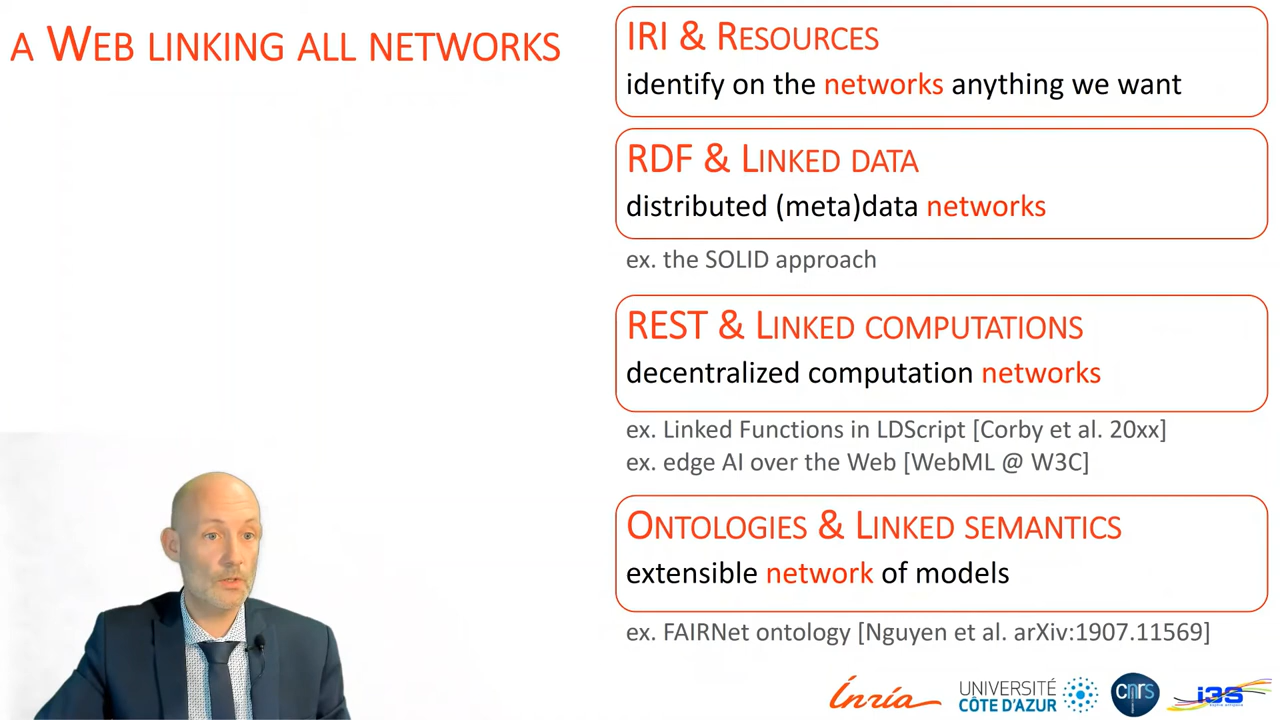 A WEB LINKING ALL NETWORKS
IRI & RESOURCES
identify on the networks anything we want
RDF & LINKED DATA
distributed (meta)data networks
ex. the SOLID approach
REST & LINKED COMPUTATIONS
decentralized computation networks
ex. Linked Functions in LDScript [Corby et al. 20xx]
ex. edge AI over the Web [WebML @ W3C]
ONTOLOGIES & LINKED SEMANTICS
extensible network of models
ex. FAIRNet ontology [Nguyen et al. arXiv:1907.11569]
Inria
UNIVERSITÉ
CÔTE D'AZUR
cnrs
i3S